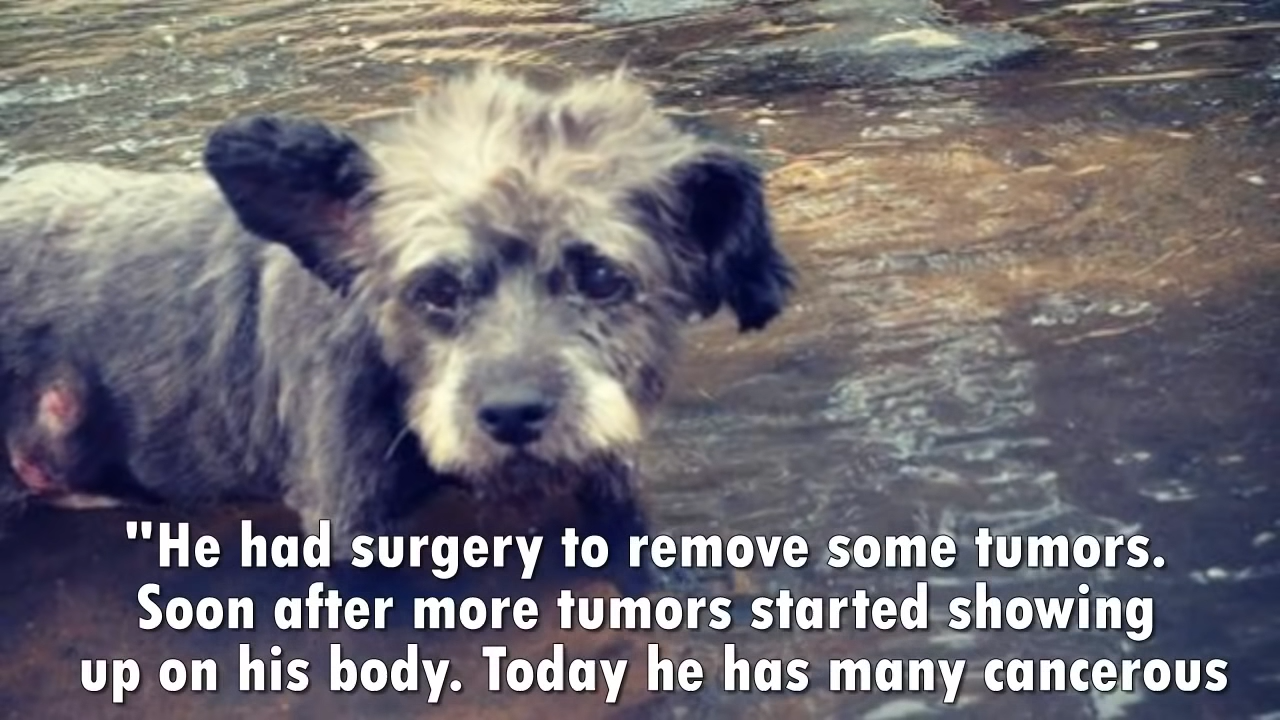 "He had surgery to remove some tumors.
Soon after more tumors started showing
up on his body. Today he has many cancerous